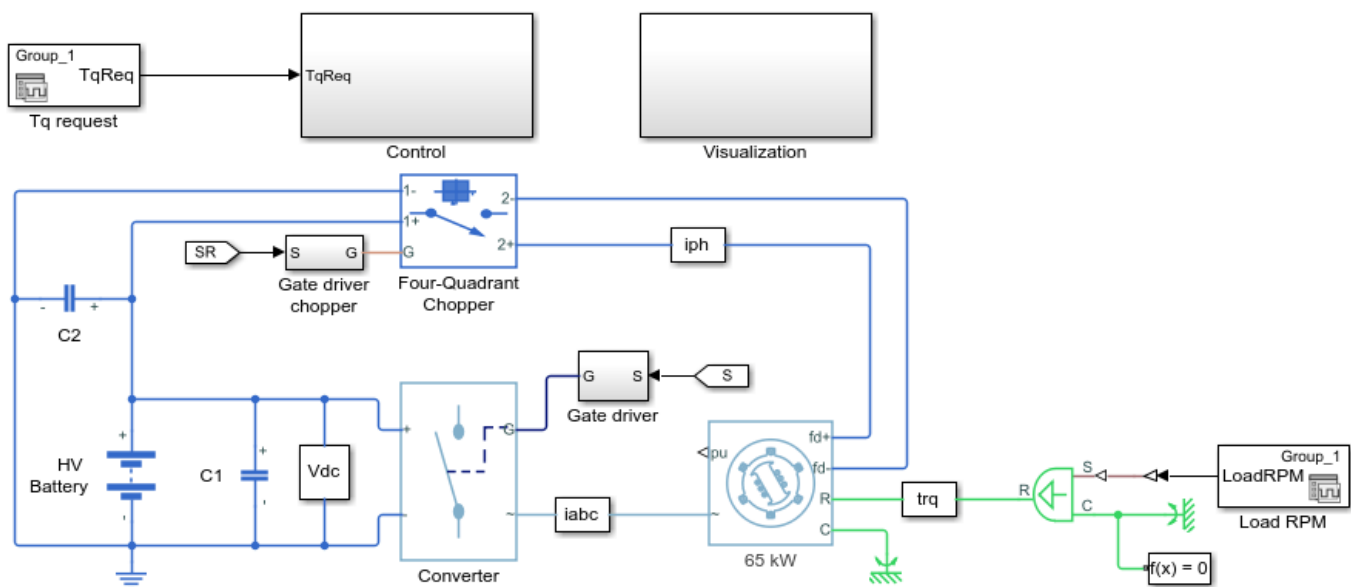 Group_1
TqReq
Tq request
TqReq
Control
Visualization
1-
1+
G
2-
2+
Four-Quadrant
Chopper
SR
S
G
Gate driver
chopper
iph
-
+
C2
G
S
Gate driver
S
+
HV
Battery
-
+
C1
-
Vdc
+
-
G
~
Converter
iabc
pu
fd+
fd-
R
C
~
65 kW
trq
R
S
C
Group_1
LoadRPM
Load RPM
f(x) = 0